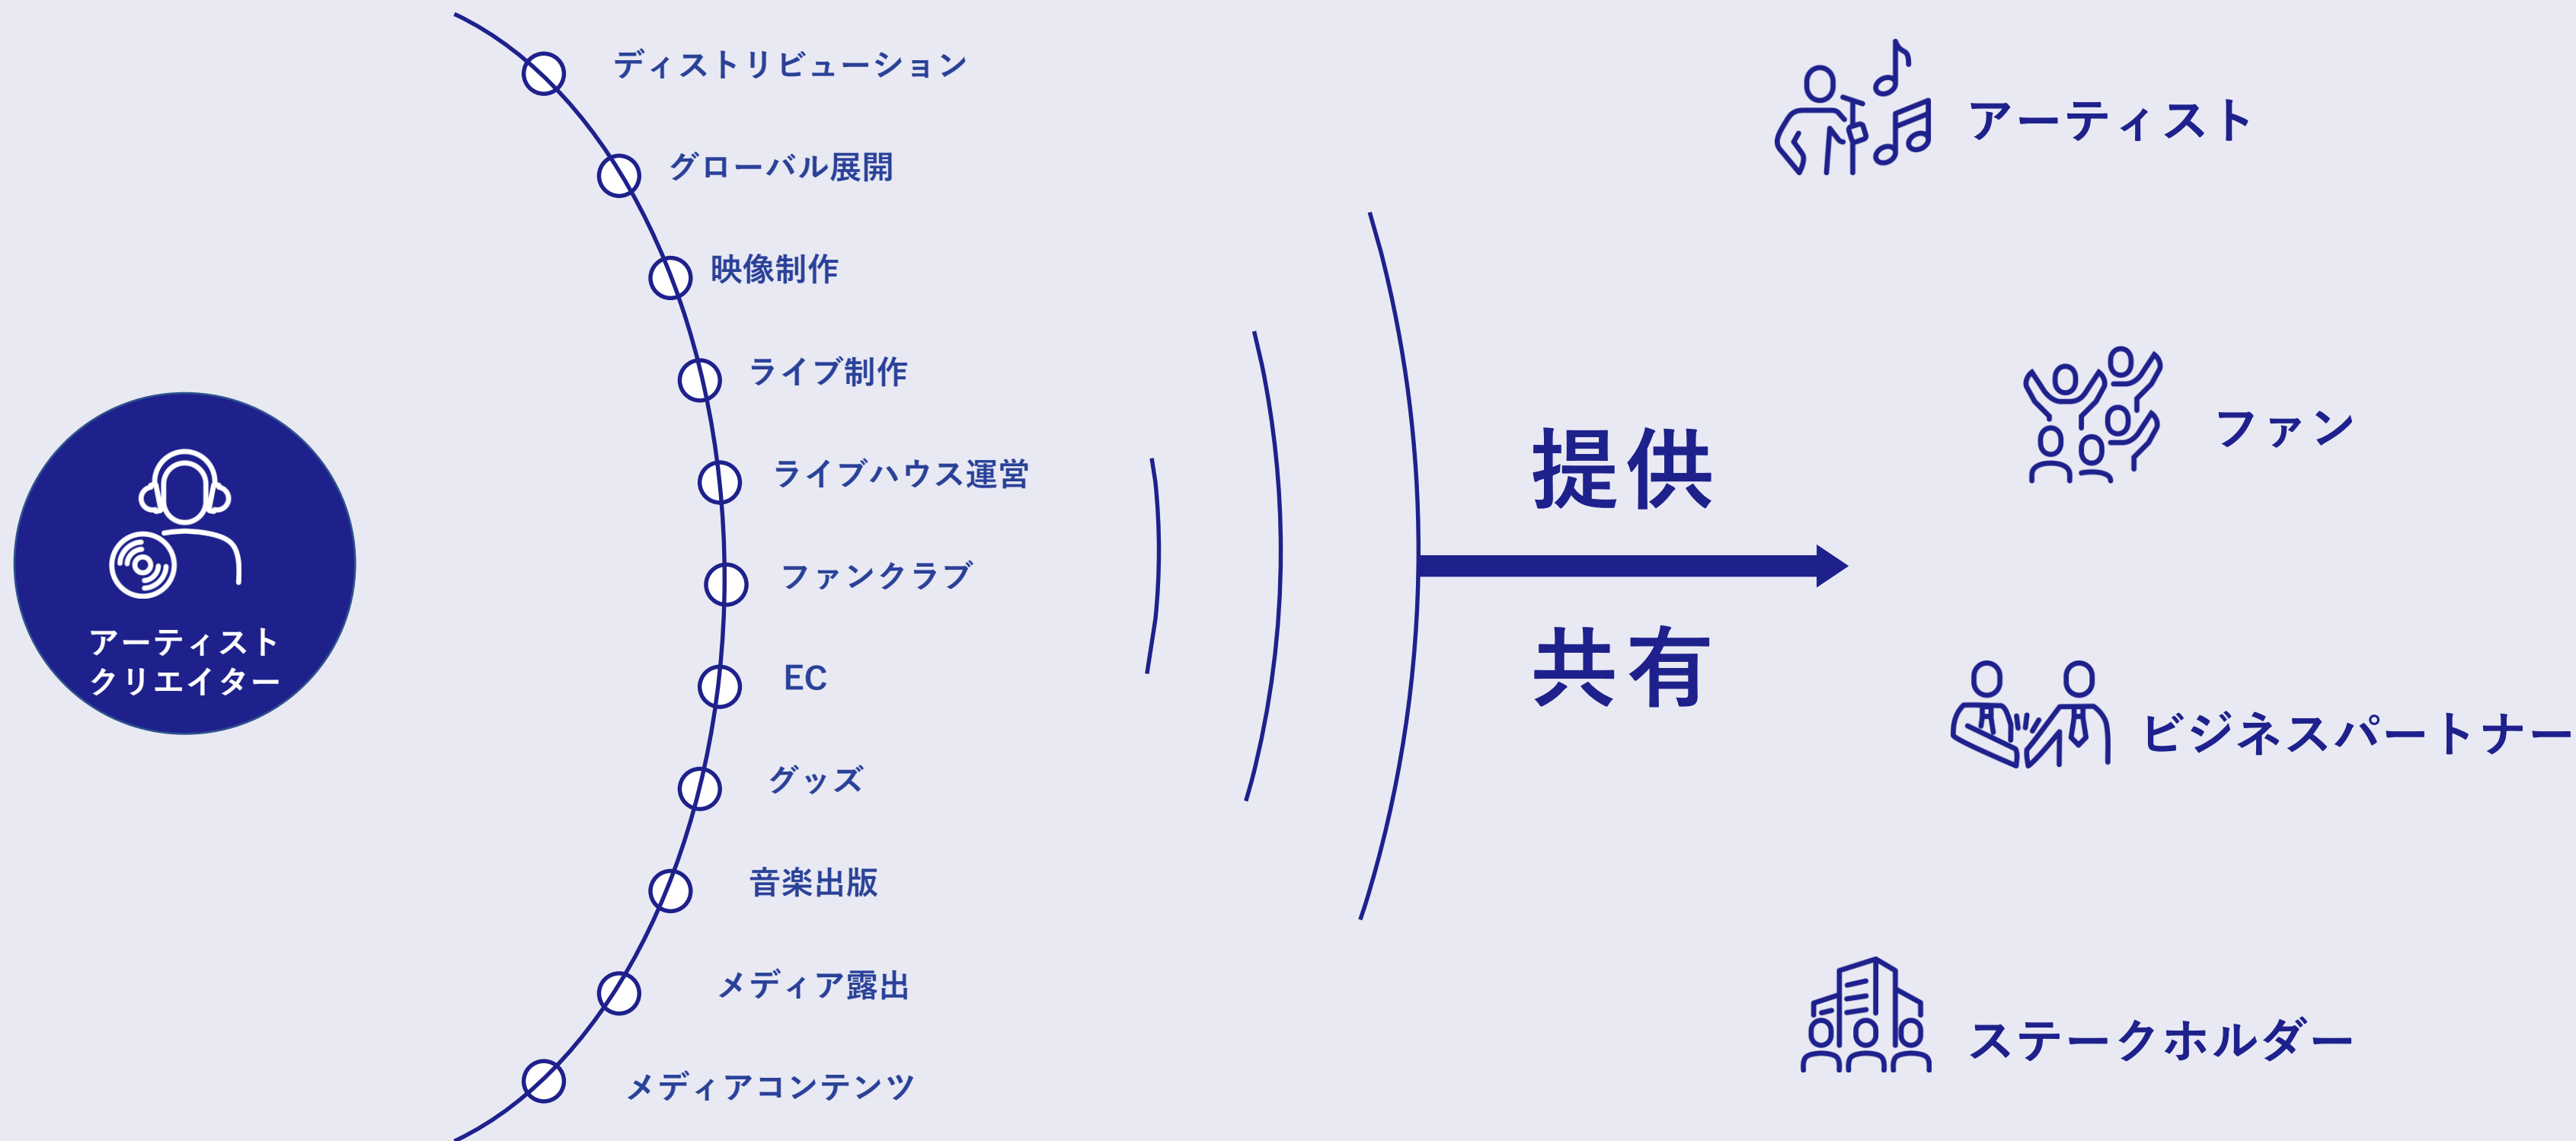 アーティスト
クリエイター
ディストリビューション
グローバル展開
映像制作
ライブ制作
ライブハウス運営
ファンクラブ
EC
グッズ
音楽出版
メディア露出
メディアコンテンツ
提供
共有
アーティスト
ファン
ビジネスパートナー
ステークホルダー